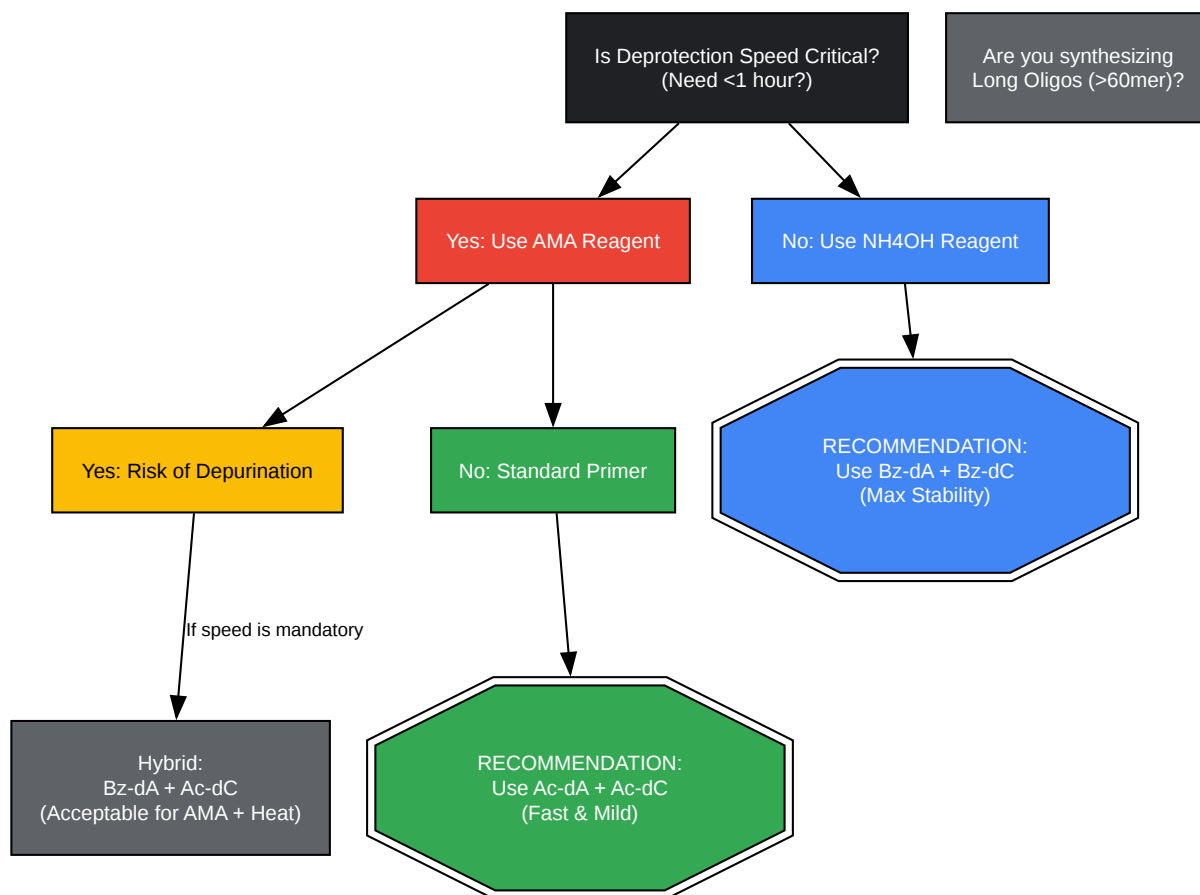 Is Deprotection Speed Critical?
(Need <1 hour?)
Are you synthesizing
Long Oligos (>60mer)?
Yes: Use AMA Reagent
No: Use NH4OH Reagent
Yes: Risk of Depurination
No: Standard Primer
RECOMMENDATION:
Use Bz-dA + Bz-dC
(Max Stability)
If speed is mandatory
Hybrid:
Bz-dA + Ac-dC
(Acceptable for AMA + Heat)
RECOMMENDATION:
Use Ac-dA + Ac-dC
(Fast & Mild)